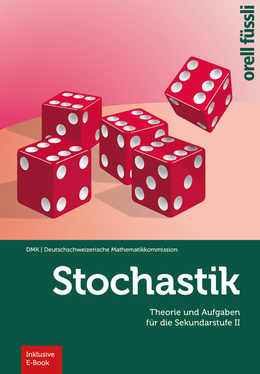 orell füssli
DMK | Deutschschweizerische Mathematikkommission
Stochastik
Theorie und Aufgaben
für die Sekundarstufe II
Inklusive
E-Book